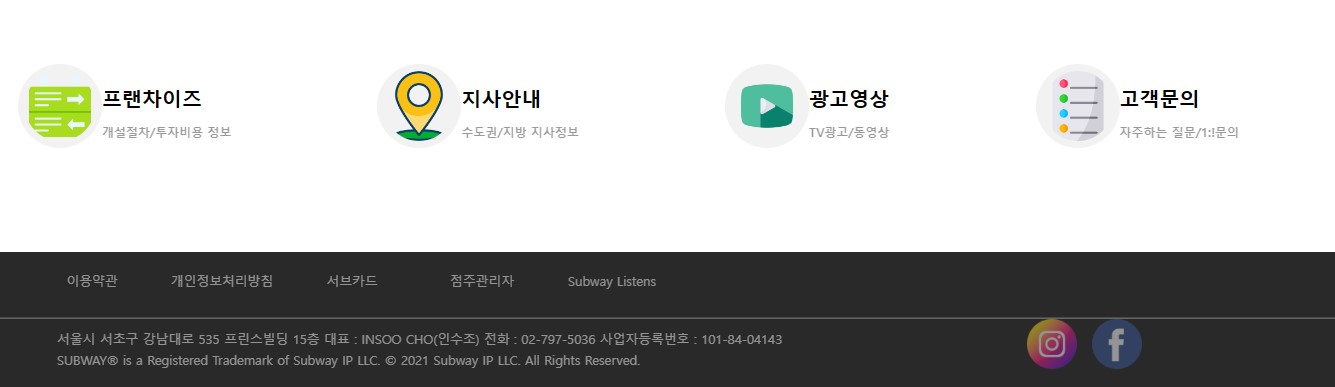 프랜차이즈
개설절차/투자비용 정보
지사안내
수도권/지방 지사정보
광고영상
TV광고/동영상
고객문의
자주하는 질문/1:!문의
이용약관 개인정보처리방침 서브카드 점주관리자 Subway Listens
서울시 서초구 강남대로 535 프린스빌딩 15층 대표 : INSOO CHO(인수조) 전화 : 02-797-5036 사업자등록번호 : 101-84-04143
SUBWAY® is a Registered Trademark of Subway IP LLC. © 2021 Subway IP LLC. All Rights Reserved.